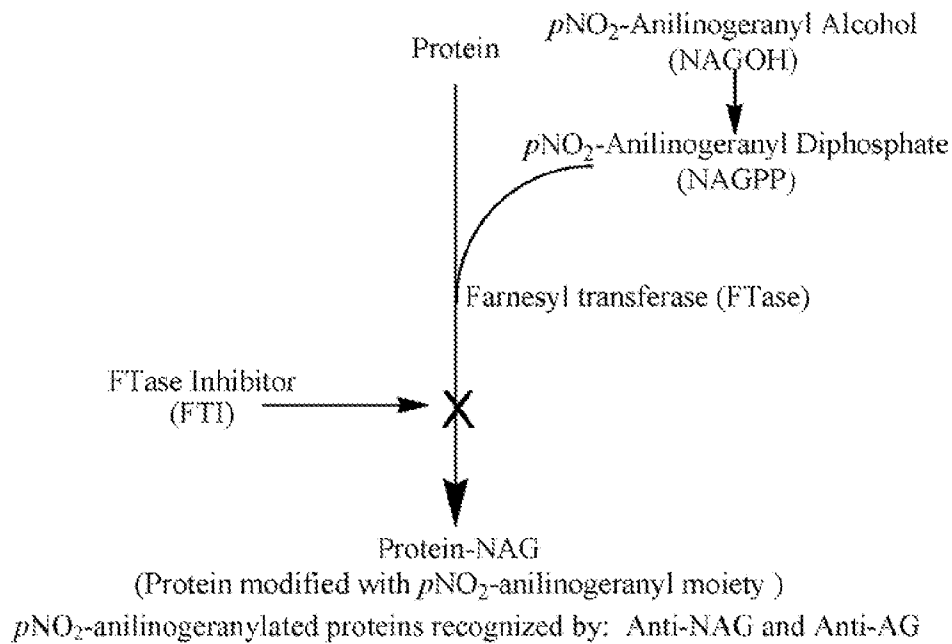 pNO₂-Anilinogeranyl Alcohol
(NAGOH)
Protein
pNO₂-Anilinogeranyl Diphosphate
(NAGPP)
Farnesyl transferase (FTase)
FTase Inhibitor
(FTI)
X
Protein-NAG
(Protein modified with pNO₂-anilinogeranyl moiety )
pNO₂-anilinogeranylated proteins recognized by: Anti-NAG and Anti-AG